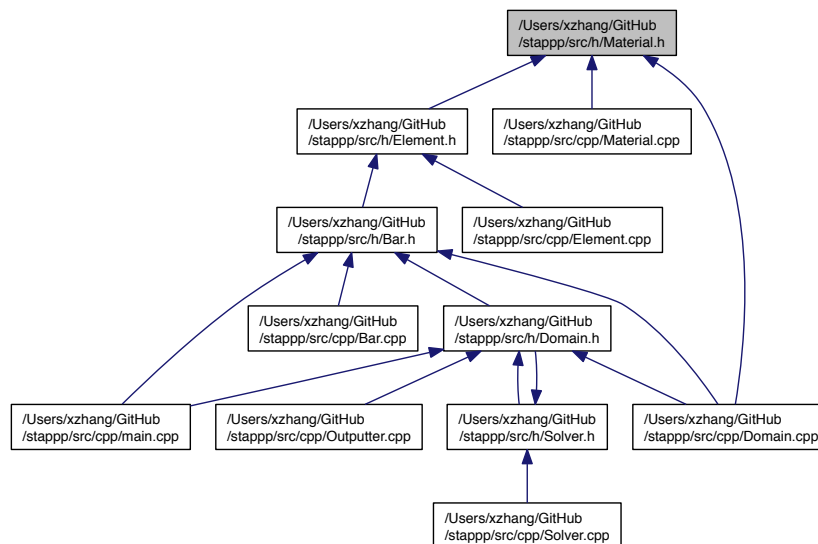 /Users/xzhang/GitHub
/stappp/src/h/Material.h
/Users/xzhang/GitHub
/stappp/src/h/Element.h
/Users/xzhang/GitHub
/stappp/src/cpp/Material.cpp
/Users/xzhang/GitHub
/stappp/src/h/Bar.h
/Users/xzhang/GitHub
/stappp/src/cpp/Element.cpp
/Users/xzhang/GitHub
/stappp/src/cpp/Bar.cpp
/Users/xzhang/GitHub
/stappp/src/h/Domain.h
/Users/xzhang/GitHub
/stappp/src/cpp/main.cpp
/Users/xzhang/GitHub
/stappp/src/cpp/Outputter.cpp
/Users/xzhang/GitHub
/stappp/src/h/Solver.h
/Users/xzhang/GitHub
/stappp/src/cpp/Domain.cpp
/Users/xzhang/GitHub
/stappp/src/cpp/Solver.cpp